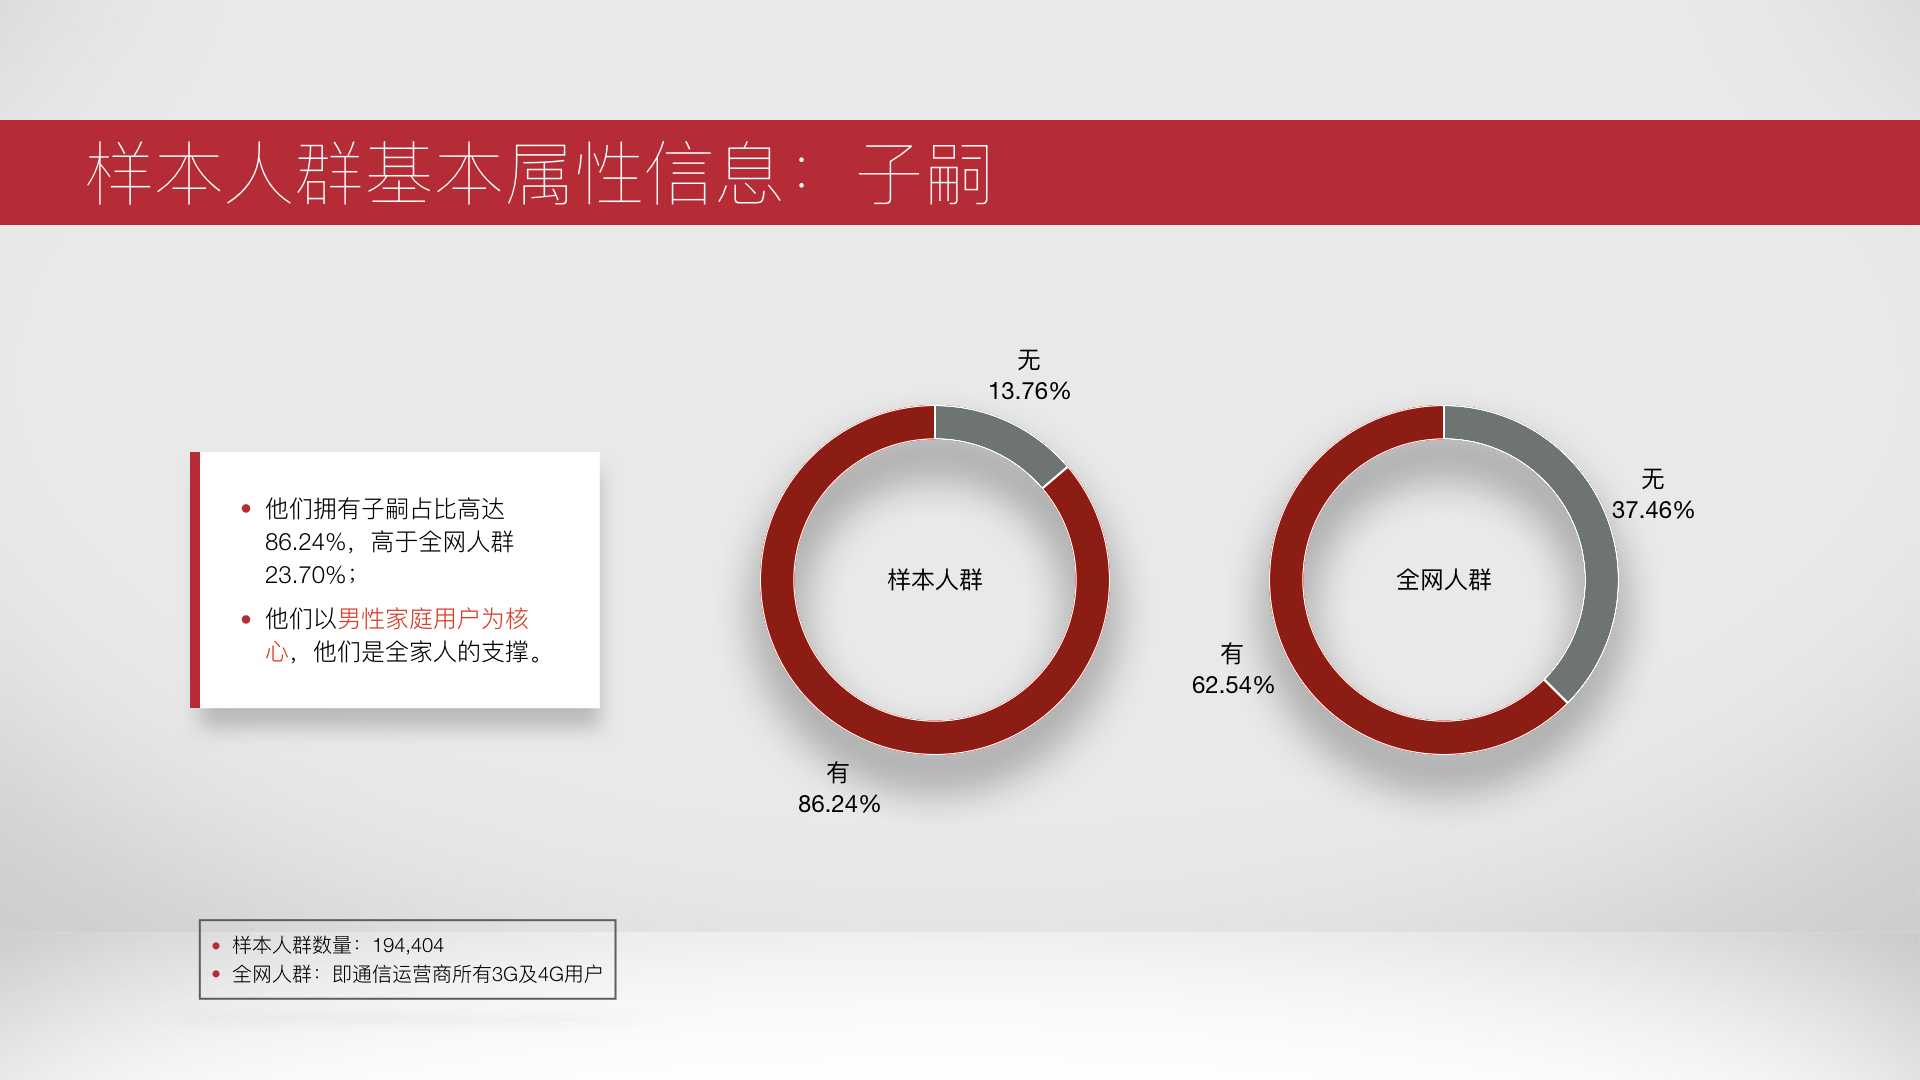 样本人群基本属性信息：子嗣
他们拥有子嗣占比高达
86.24%，高于全网人群
23.70%；
他们以男性家庭用户为核
心，他们是全家人的支撑。
无
13.76%
样本人群
有
86.24%
无
37.46%
全网人群
有
62.54%
样本人群数量：194,404
全网人群：即通信运营商所有3G及4G用户